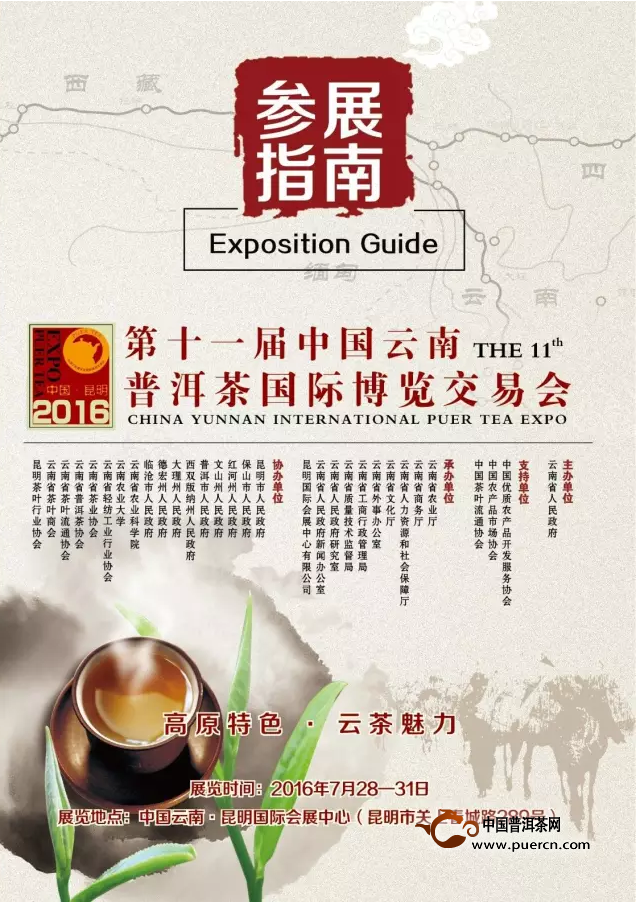 西藏
参展
指南
四
Exposition Guide
缅甸
云南
EXPO
PUER TEA
中国·昆明
2016
第十一届中国云南 THE 11th
普洱茶国际博览交易会
CHINA YUNNAN INTERNATIONAL PUER TEA EXPO
主办单位
云南省人民政府
支持单位
中国优质农产品开发服务协会
中国农产品市场协会
中国茶叶流通协会
承办单位
云南省农业厅
云南省商务厅
云南省人力资源和社会保障厅
云南省文化厅
云南省外事办公室
云南省工商行政管理局
云南省质量技术监督局
云南省人民政府研究室
云南省人民政府新闻办公室
昆明国际会展中心有限公司
协办单位
昆明市人民政府
保山市人民政府
红河州人民政府
文山州人民政府
普洱市人民政府
西双版纳州人民政府
大理州人民政府
德宏州人民政府
临沧市人民政府
云南省农业科学院
云南农业大学
云南省轻纺工业行业协会
云南省茶业协会
云南省普洱茶协会
云南省茶叶流通协会
云南省茶叶商会
昆明茶叶行业协会
高原特色·云茶魅力
展览时间：2016年7月28—31日
展览地点：中国云南·昆明国际会展中心（昆明市关
城路289号）
中国普洱茶网
www.puercn.com